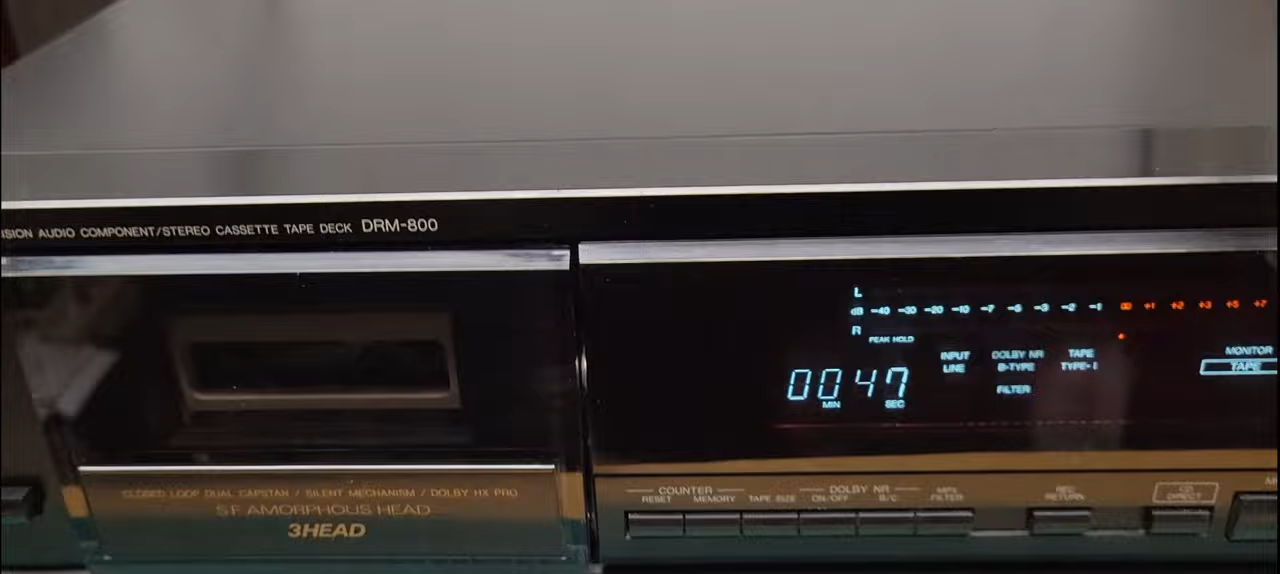 SION AUDIO COMPONENT/STEREO CASSETTE TAPE DECK DRM-800
L
dB -40 -30 -20 -10 -7 -5 -3 -2 -1 +1 +2 +3 +5 +7
R
PEAK HOLD
INPUT
LINE
DOLBY NR
B-TYPE
TAPE
TYPE-I
FILTER
MONITOR
TAPE
0047
MIN SEC
CLOSED LOOP DUAL CAPSTAN / SILENT MECHANISM / DOLBY HX PRO
SF AMORPHOUS HEAD
3HEAD
COUNTER
RESET MEMORY
TAPE SIZE
DOLBY NR
ON/OFF B/C
MPX
FILTER
REC
RETURN
CD
DIRECT